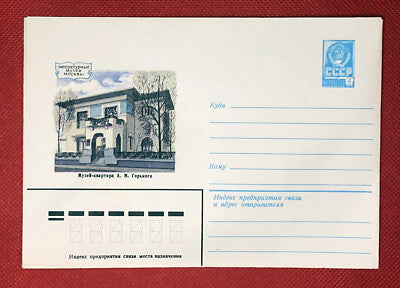 литературные
музеи
москвы
Музей-квартира А. М. Горького
СССР
Куда
Кому
Индекс предприятия связи
и адрес отправителя
Индекс предприятия связи места назначения